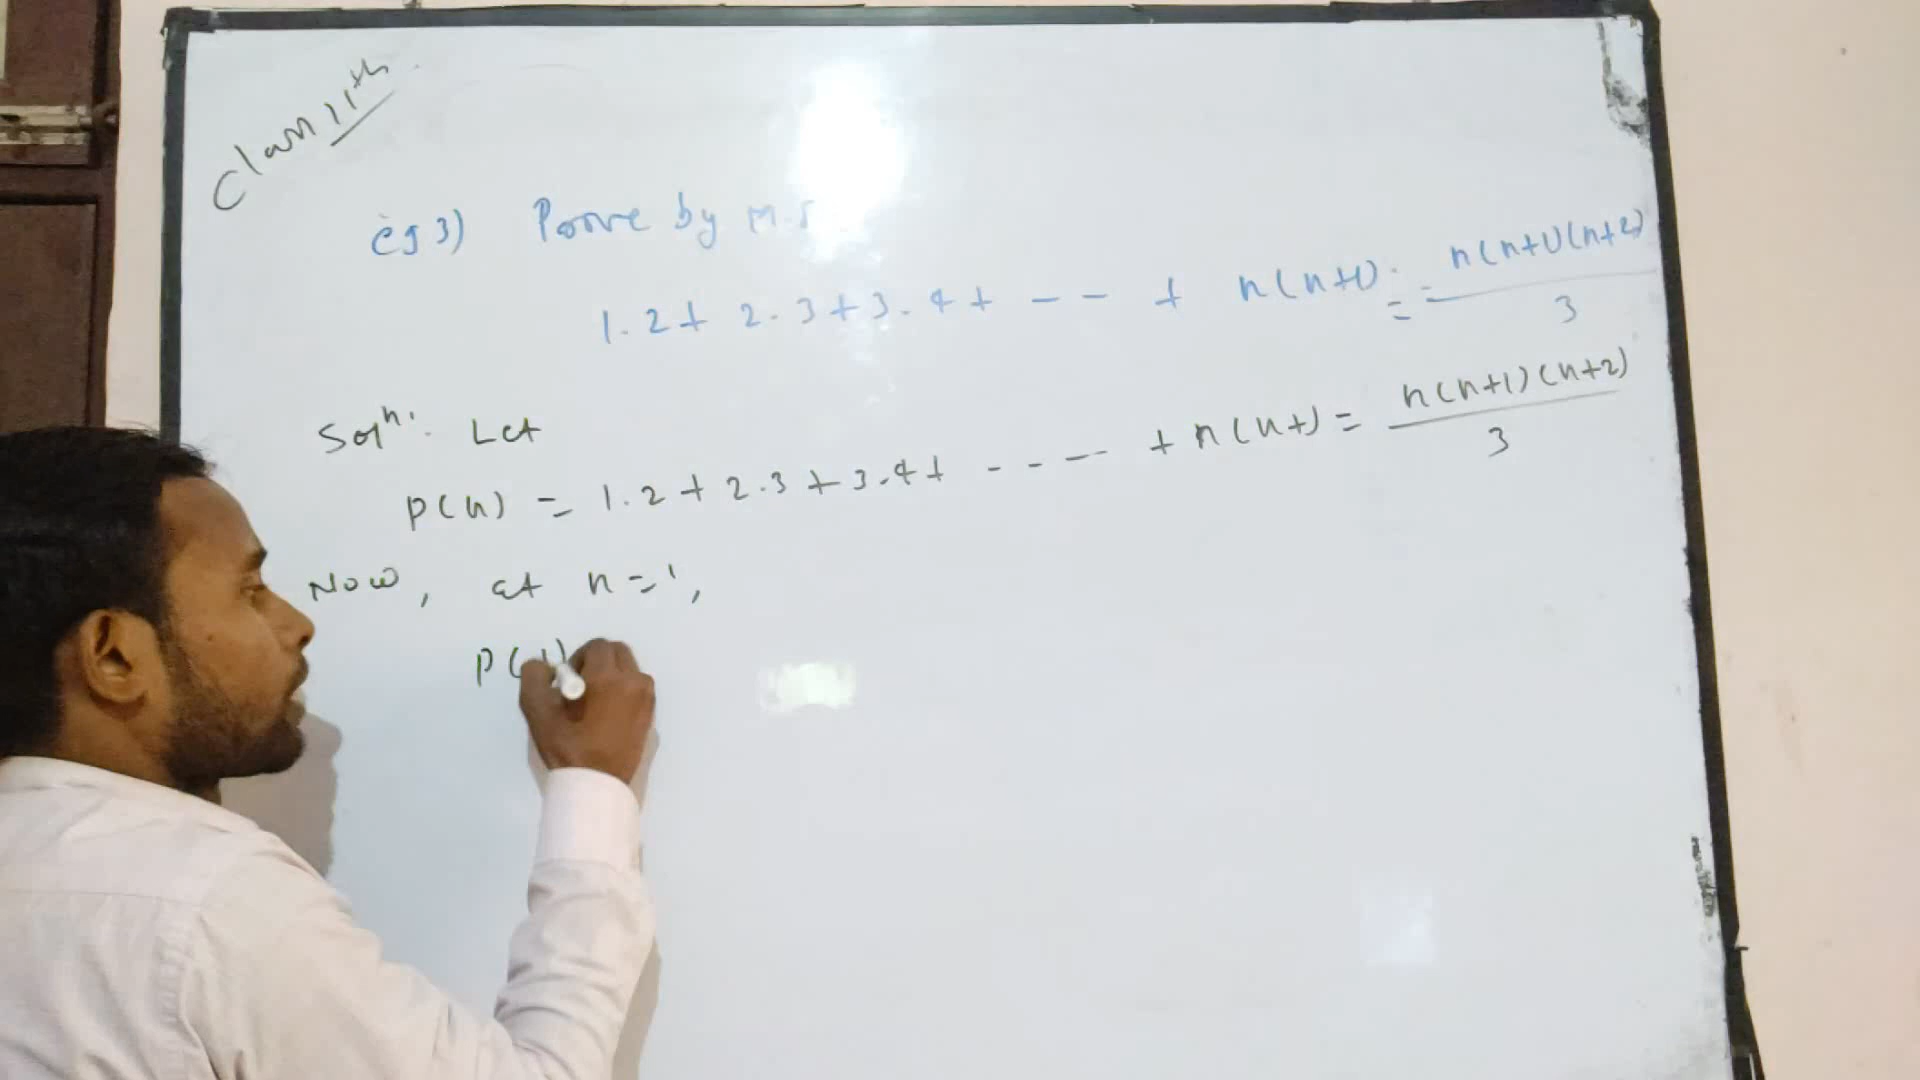 Class 11th
eg 3) Prove by M.I
1.2 + 2.3 + 3.4 + -- + n(n+1) = = n(n+1)(n+2) / 3
Solⁿ. Let
P(n) = 1.2 + 2.3 + 3.4 + ---- + n(n+) = n(n+1)(n+2) / 3
Now, at n=1,
P(1)